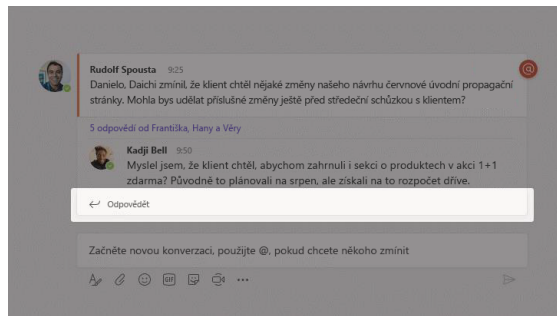 Rudolf Spousta 9:25
Danielo, Daichi zmínil, že klient chtěl nějaké změny našeho návrhu červnové úvodní propagační
stránky. Mohla bys udělat příslušné změny ještě před středeční schůzkou s klientem?
5 odpovědí od Františka, Hany a Věry
Kadji Bell 9:50
Myslel jsem, že klient chtěl, abychom zahrnuli i sekci o produktech v akci 1+1
zdarma? Původně to plánovali na srpen, ale získali na to rozpočet dříve.
Odpovědět
Začněte novou konverzaci, použijte @, pokud chcete někoho zmínit
GIF